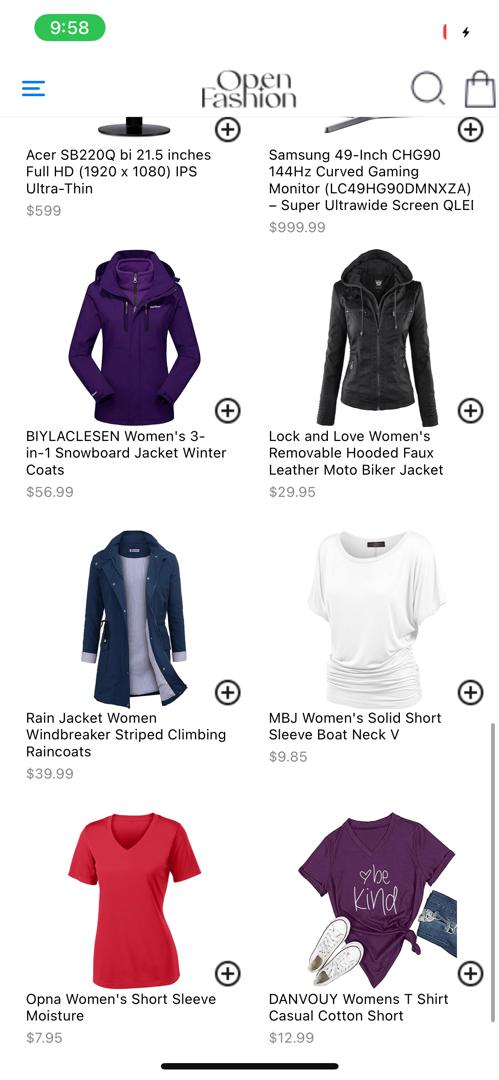 9:58
Open
Fashion
Acer SB220Q bi 21.5 inches
Full HD (1920 x 1080) IPS
Ultra-Thin
$599
Samsung 49-Inch CHG90
144Hz Curved Gaming
Monitor (LC49HG90DMNXZA)
– Super Ultrawide Screen QLED
$999.99
BIYLACLESEN Women's 3-
in-1 Snowboard Jacket Winter
Coats
$56.99
Lock and Love Women's
Removable Hooded Faux
Leather Moto Biker Jacket
$29.95
Rain Jacket Women
Windbreaker Striped Climbing
Raincoats
$39.99
MBJ Women's Solid Short
Sleeve Boat Neck V
$9.85
be
kind
Opna Women's Short Sleeve
Moisture
$7.95
DANVOUY Womens T Shirt
Casual Cotton Short
$12.99